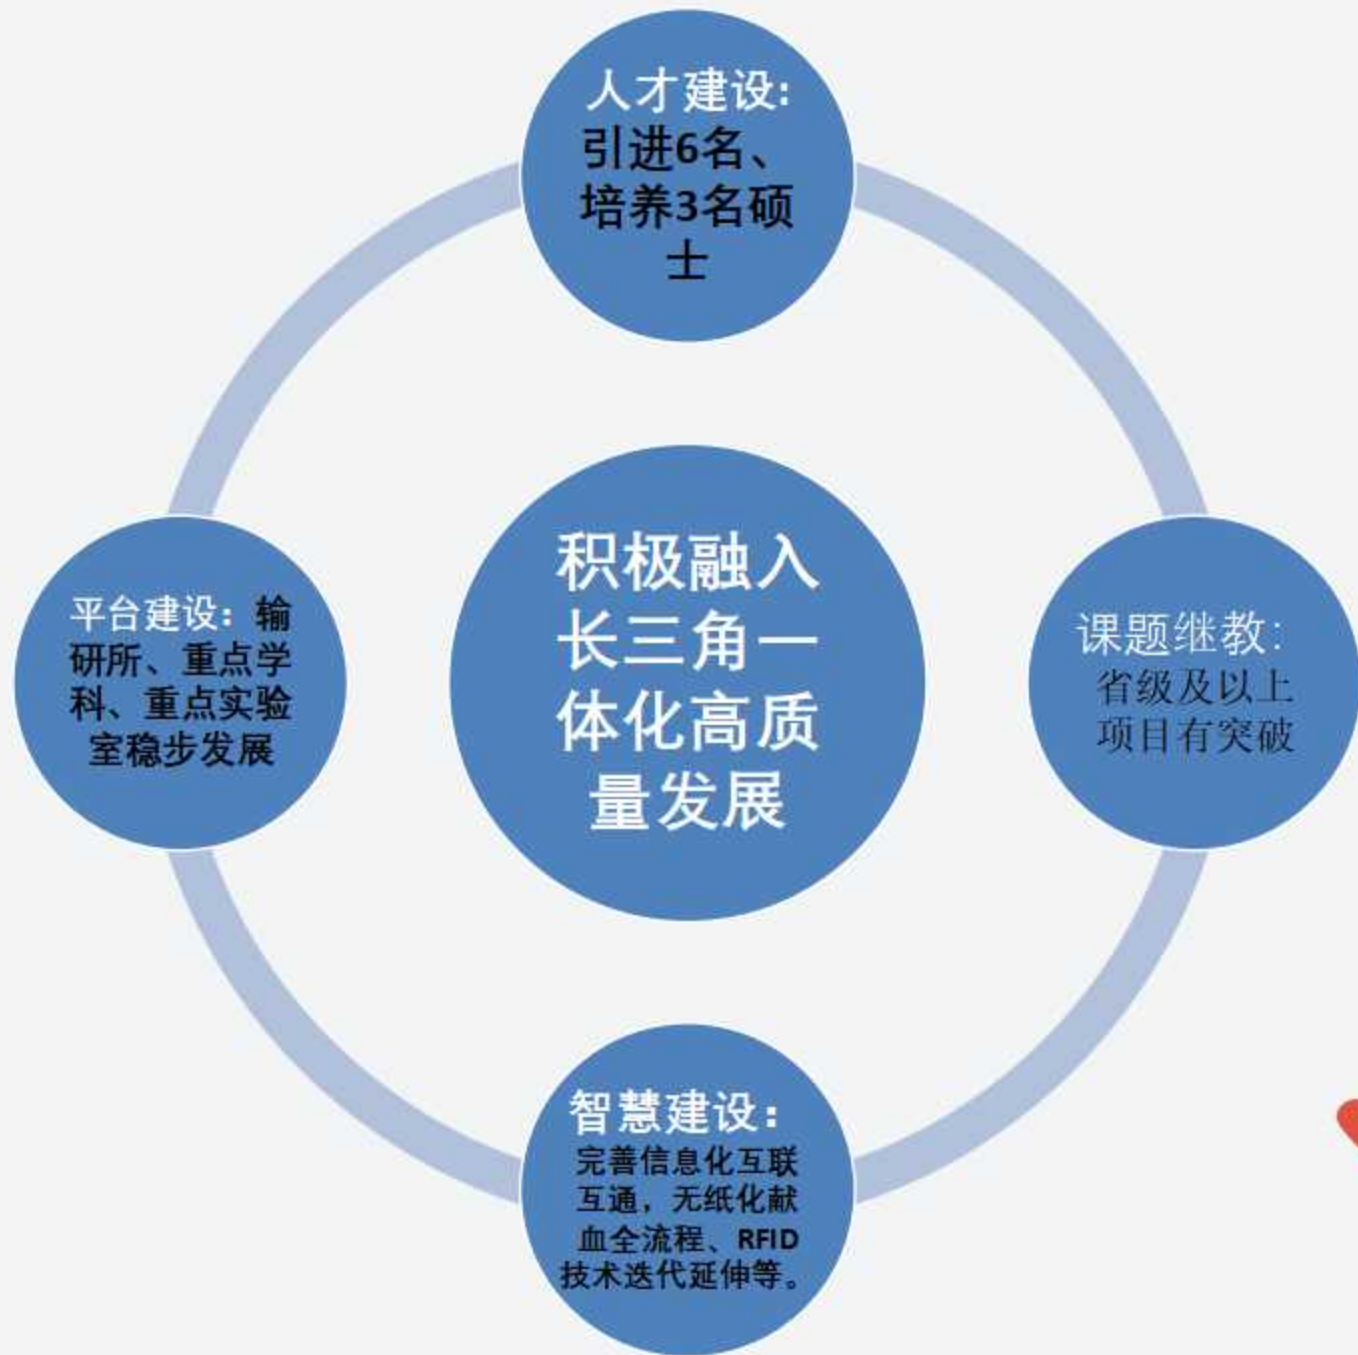 人才建设：
引进6名、
培养3名硕
士
平台建设：输
研所、重点学
科、重点实验
室稳步发展
积极融入
长三角一
体化高质
量发展
课题继教：
省级及以上
项目有突破
智慧建设：
完善信息化互联
互通，无纸化献
血全流程、RFID
技术迭代延伸等。